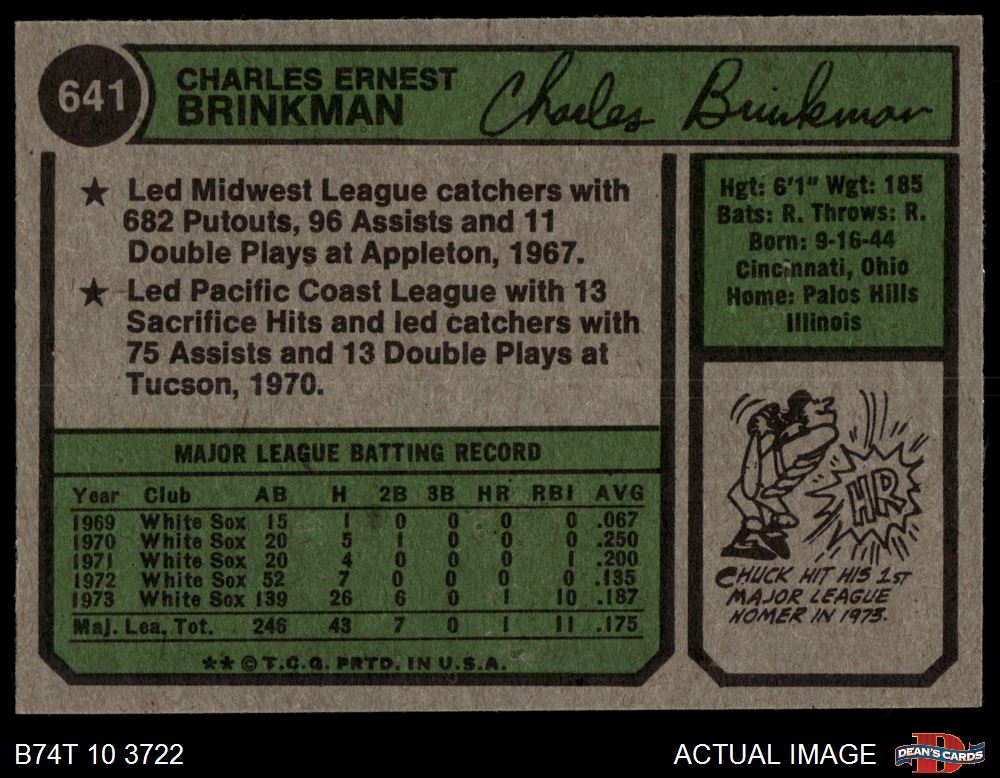 641
CHARLES ERNEST
BRINKMAN
Charles Brinkman
★ Led Midwest League catchers with
682 Putouts, 96 Assists and 11
Double Plays at Appleton, 1967.
★ Led Pacific Coast League with 13
Sacrifice Hits and led catchers with
75 Assists and 13 Double Plays at
Tucson, 1970.
Hgt: 6'1" Wgt: 185
Bats: R. Throws: R.
Born: 9-16-44
Cincinnati, Ohio
Home: Palos Hills
Illinois
MAJOR LEAGUE BATTING RECORD
Year Club AB H 2B 3B HR RBI AVG
1969 White Sox 15 1 0 0 0 0 .067
1970 White Sox 20 5 1 0 0 0 .250
1971 White Sox 20 4 0 0 0 1 .200
1972 White Sox 52 7 0 0 0 0 .135
1973 White Sox 139 26 6 0 1 10 .187
Maj. Lea. Tot. 246 43 7 0 1 11 .175
** © T.C.G. PRTD. IN U.S.A.
HR
CHUCK HIT HIS 1ST
MAJOR LEAGUE
HOMER IN 1973.
B74T 10 3722
ACTUAL IMAGE
DEAN'S CARDS